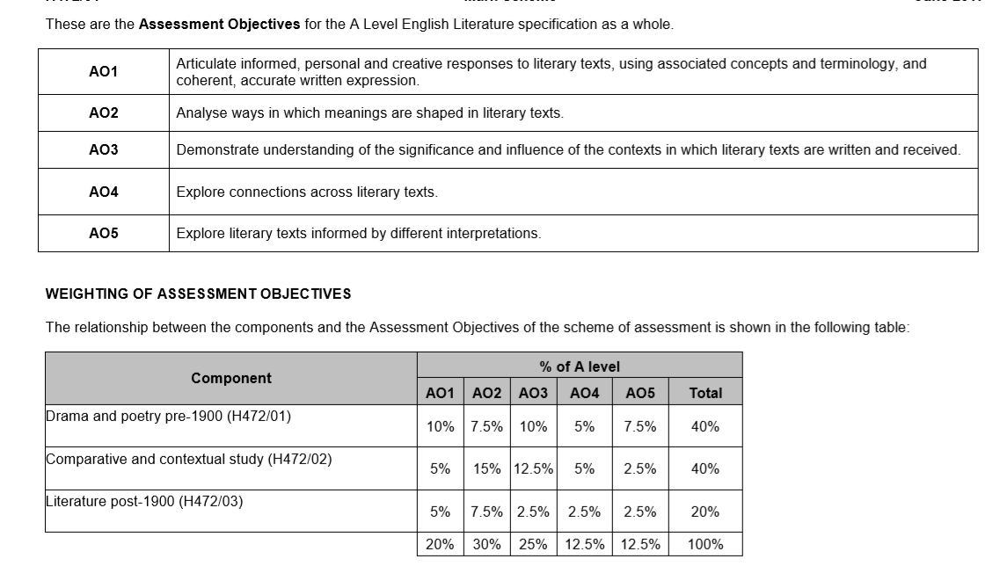 These are the Assessment Objectives for the A Level English Literature specification as a whole.
AO1
Articulate informed, personal and creative responses to literary texts, using associated concepts and terminology, and
coherent, accurate written expression.
AO2
Analyse ways in which meanings are shaped in literary texts.
AO3
Demonstrate understanding of the significance and influence of the contexts in which literary texts are written and received.
AO4
Explore connections across literary texts.
AO5
Explore literary texts informed by different interpretations.
WEIGHTING OF ASSESSMENT OBJECTIVES
The relationship between the components and the Assessment Objectives of the scheme of assessment is shown in the following table:
Component
% of A level
AO1 AO2 AO3 AO4 AO5 Total
Drama and poetry pre-1900 (H472/01)
10% 7.5% 10% 5% 7.5% 40%
Comparative and contextual study (H472/02)
5% 15% 12.5% 5% 2.5% 40%
Literature post-1900 (H472/03)
5% 7.5% 2.5% 2.5% 2.5% 20%
20% 30% 25% 12.5% 12.5% 100%